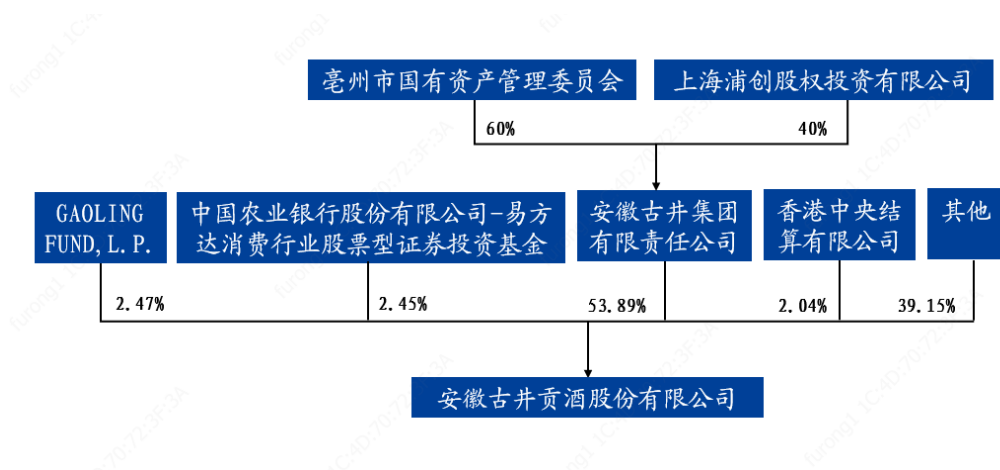 亳州市国有资产管理委员会
上海浦创股权投资有限公司
60%
40%
GAOLING
FUND,L.P.
中国农业银行股份有限公司-易方
达消费行业股票型证券投资基金
安徽古井集团
有限责任公司
香港中央结
算有限公司
其他
2.47%
2.45%
53.89%
2.04%
39.15%
安徽古井贡酒股份有限公司